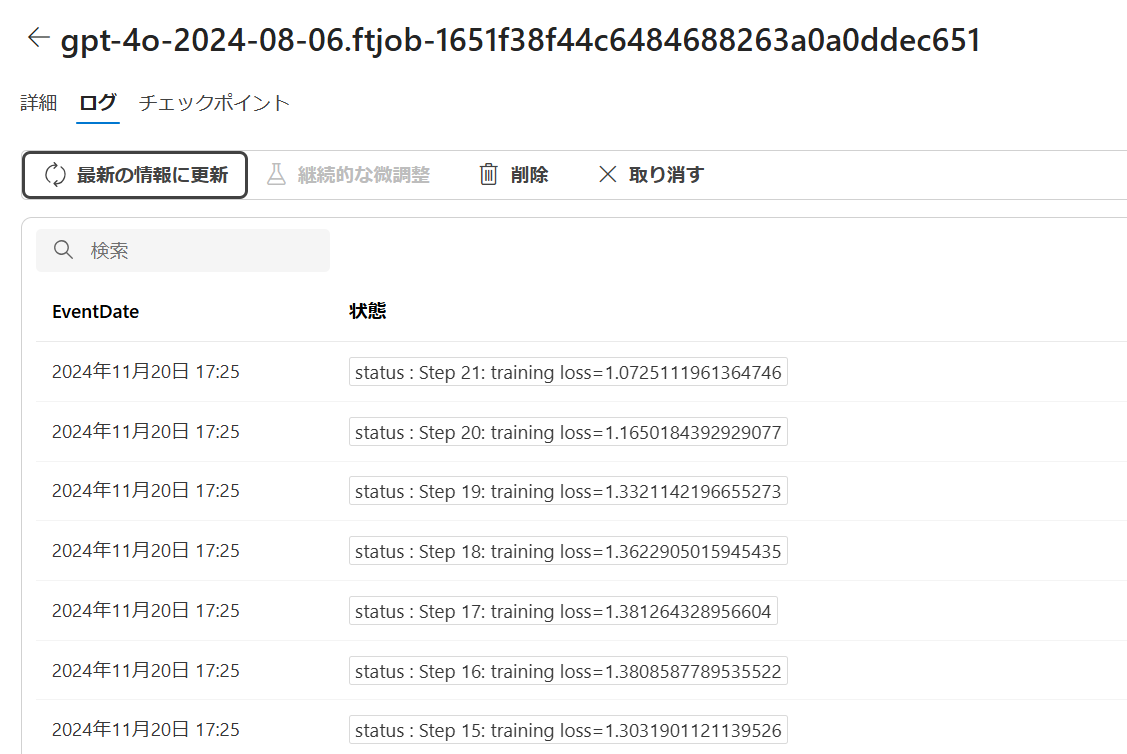 gpt-4o-2024-08-06.ftjob-1651f38f44c6484688263a0a0ddec651
詳細 ログ チェックポイント
最新の情報に更新 継続的な微調整 削除 取り消す
検索
EventDate 状態
2024年11月20日 17:25 status : Step 21: training loss=1.0725111961364746
2024年11月20日 17:25 status : Step 20: training loss=1.1650184392929077
2024年11月20日 17:25 status : Step 19: training loss=1.3321142196655273
2024年11月20日 17:25 status : Step 18: training loss=1.3622905015945435
2024年11月20日 17:25 status : Step 17: training loss=1.381264328956604
2024年11月20日 17:25 status : Step 16: training loss=1.3808587789535522
2024年11月20日 17:25 status : Step 15: training loss=1.3031901121139526